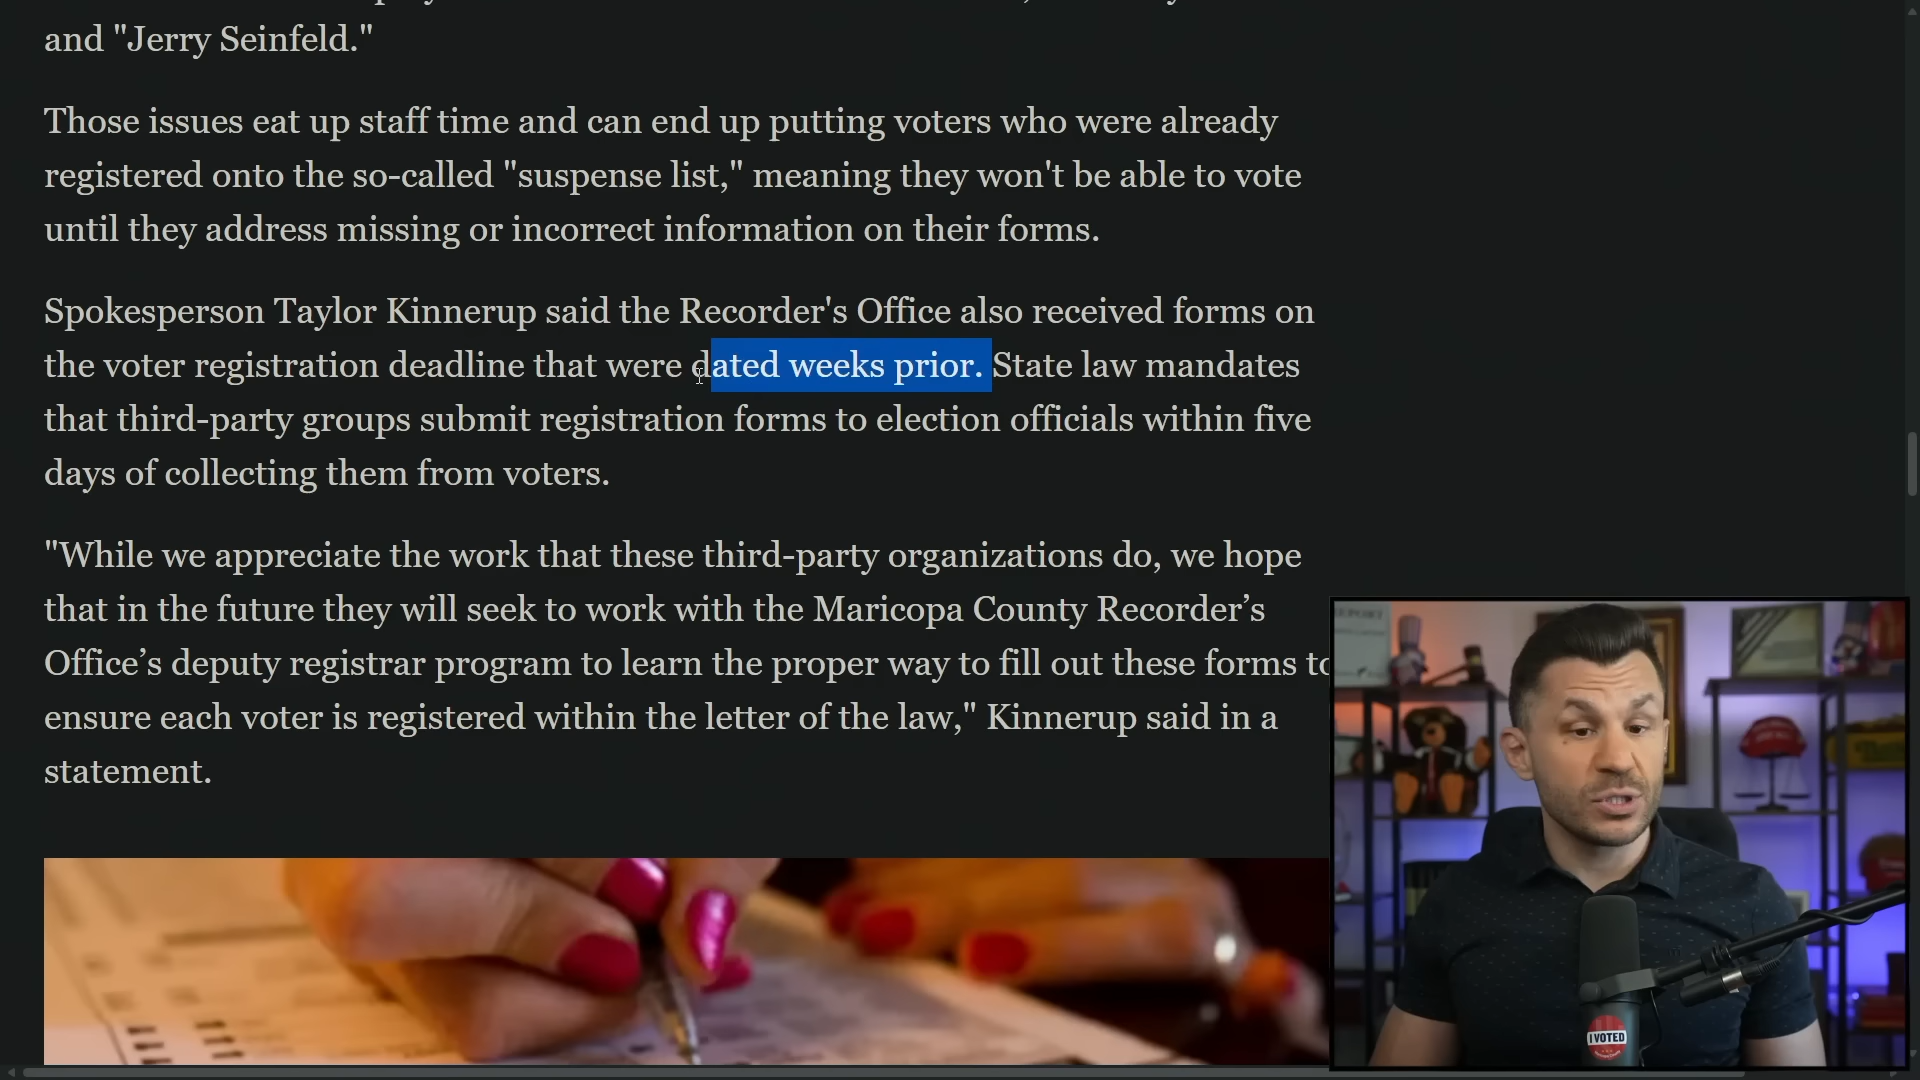 and "Jerry Seinfeld."
Those issues eat up staff time and can end up putting voters who were already
registered onto the so-called "suspense list," meaning they won't be able to vote
until they address missing or incorrect information on their forms.
Spokesperson Taylor Kinnerup said the Recorder's Office also received forms on
the voter registration deadline that were dated weeks prior. State law mandates
that third-party groups submit registration forms to election officials within five
days of collecting them from voters.
"While we appreciate the work that these third-party organizations do, we hope
that in the future they will seek to work with the Maricopa County Recorder’s
Office’s deputy registrar program to learn the proper way to fill out these forms to
ensure each voter is registered within the letter of the law," Kinnerup said in a
statement.
I VOTED